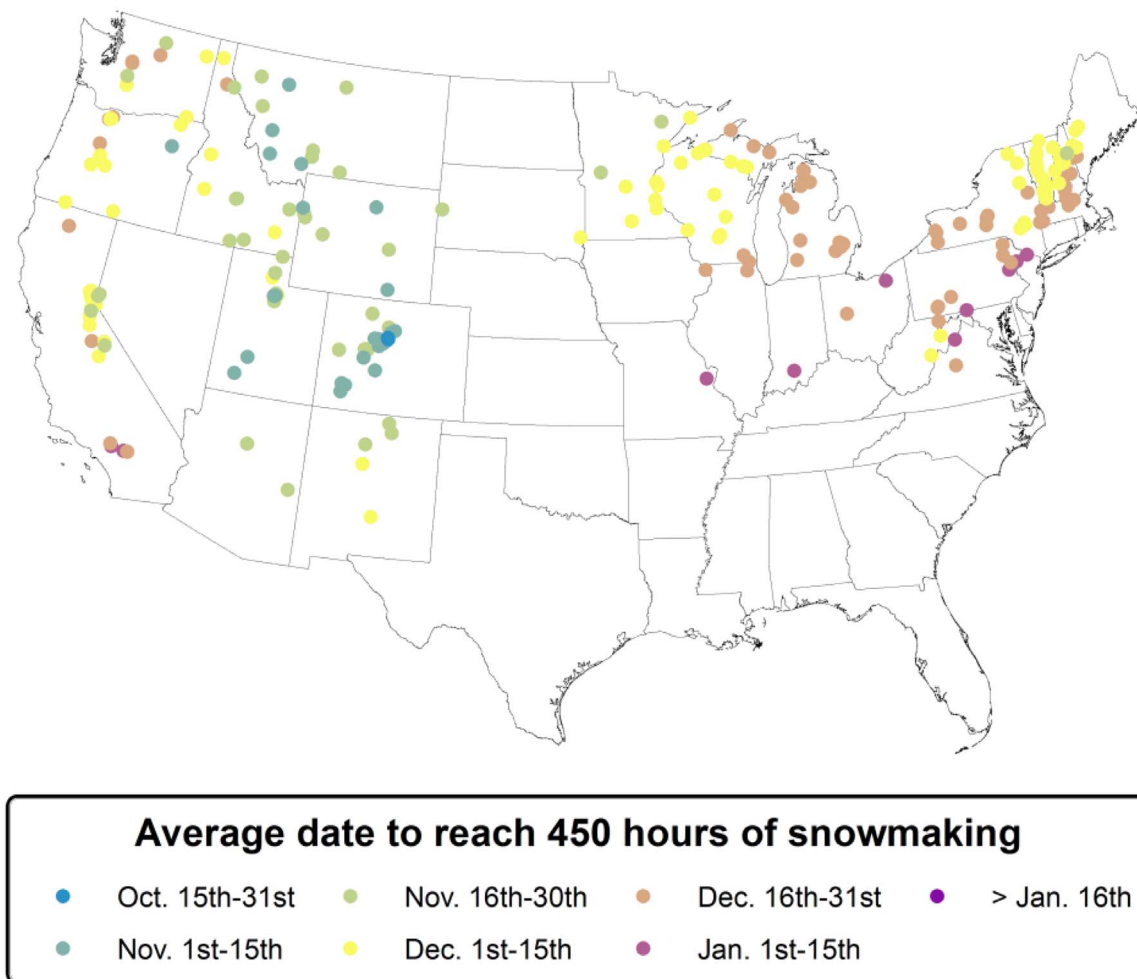 Average date to reach 450 hours of snowmaking
Oct. 15th-31st Nov. 16th-30th Dec. 16th-31st > Jan. 16th
Nov. 1st-15th Dec. 1st-15th Jan. 1st-15th